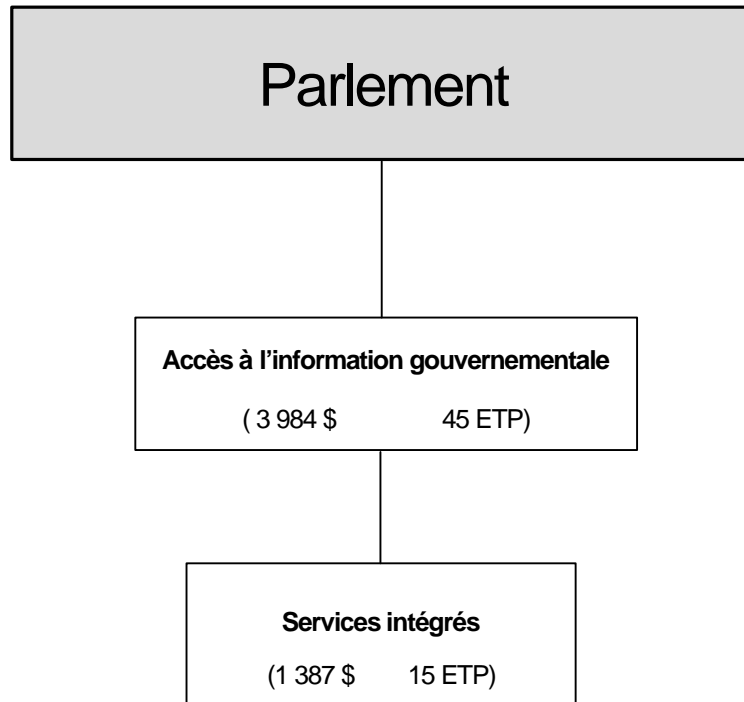 Parlement
Accès à l’information gouvernementale
( 3 984 $ 45 ETP)
Services intégrés
(1 387 $ 15 ETP)